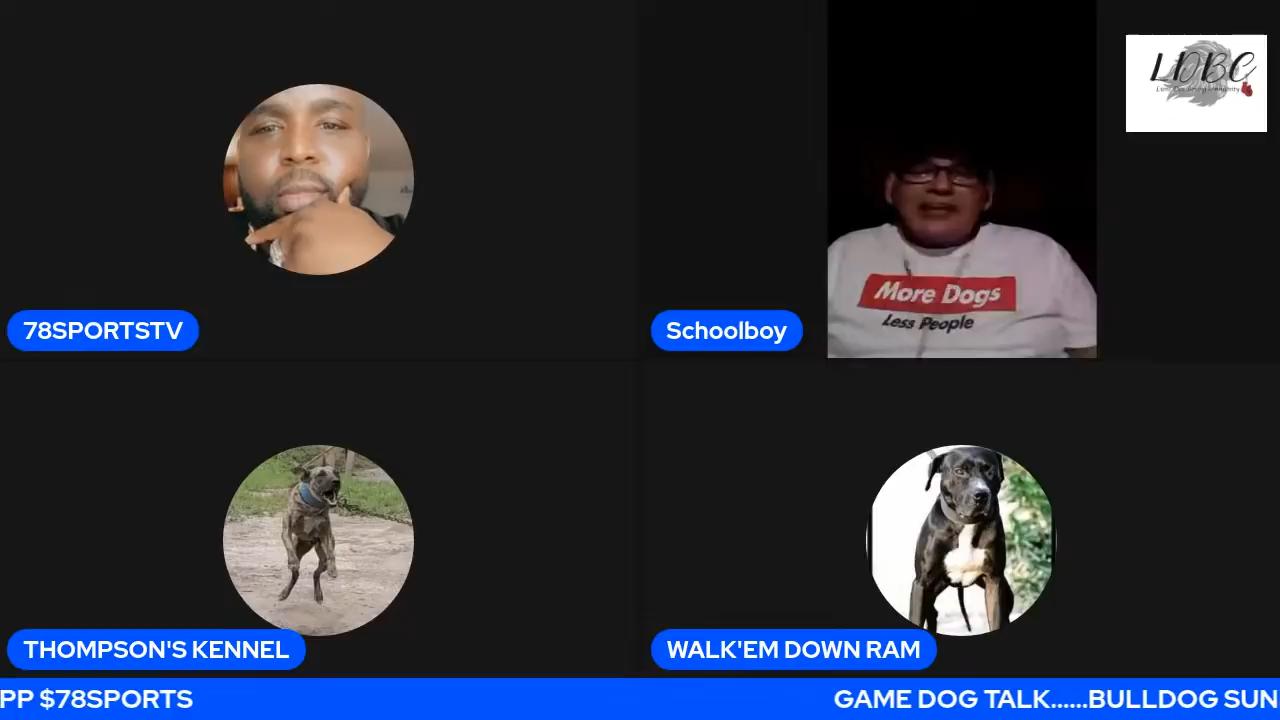 LDBC
78SPORTSTV
Schoolboy
More Dogs
Less People
THOMPSON'S KENNEL
WALK'EM DOWN RAM
PP $78SPORTS
GAME DOG TALK......BULLDOG SUN